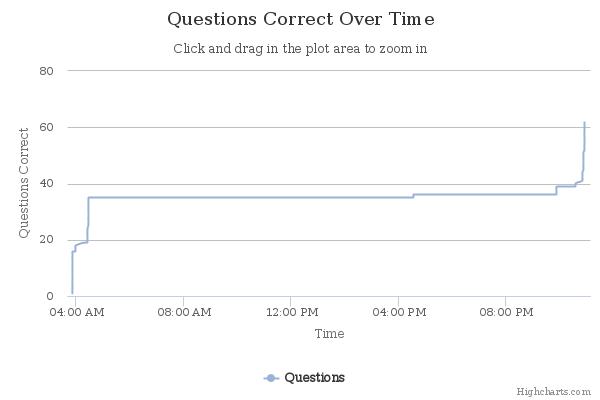 Questions Correct Over Time
Click and drag in the plot area to zoom in
Questions Correct
80
60
40
20
0
04:00 AM
08:00 AM
12:00 PM
04:00 PM
08:00 PM
Time
Questions
Highcharts.com